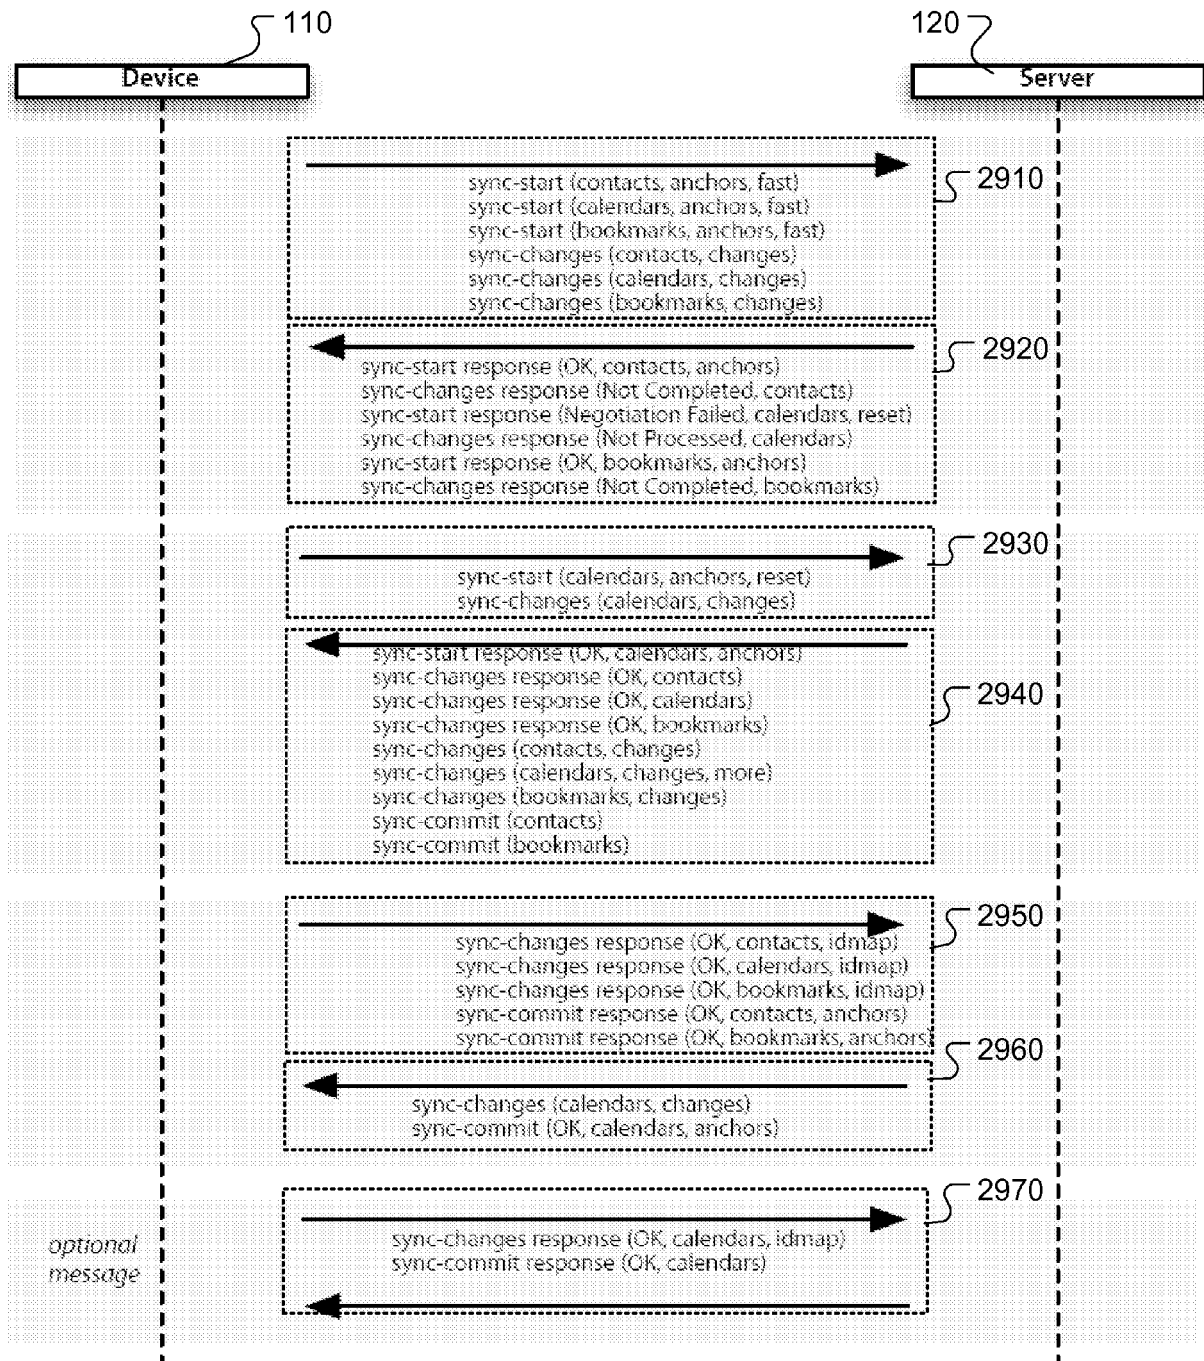 110
120
Device
Server
2910
sync-start (contacts, anchors, fast)
sync-start (calendars, anchors, fast)
sync-start (bookmarks, anchors, fast)
sync-changes (contacts, changes)
sync-changes (calendars, changes)
sync-changes (bookmarks, changes)
2920
sync-start response (OK, contacts, anchors)
sync-changes response (Not Completed, contacts)
sync-start response (Negotiation Failed, calendars, reset)
sync-changes response (Not Processed, calendars)
sync-start response (OK, bookmarks, anchors)
sync-changes response (Not Completed, bookmarks)
2930
sync-start (calendars, anchors, reset)
sync-changes (calendars, changes)
sync-start response (OK, calendars, anchors)
sync-changes response (OK, contacts)
2940
sync-changes response (OK, calendars)
sync-changes response (OK, bookmarks)
sync-changes (contacts, changes)
sync-changes (calendars, changes, more)
sync-changes (bookmarks, changes)
sync-commit (contacts)
sync-commit (bookmarks)
2950
sync-changes response (OK, contacts, idmap)
sync-changes response (OK, calendars, idmap)
sync-changes response (OK, bookmarks, idmap)
sync-commit response (OK, contacts, anchors)
sync-commit response (OK, bookmarks, anchors)
2960
sync-changes (calendars, changes)
sync-commit (OK, calendars, anchors)
2970
optional
message
sync-changes response (OK, calendars, idmap)
sync-commit response (OK, calendars)